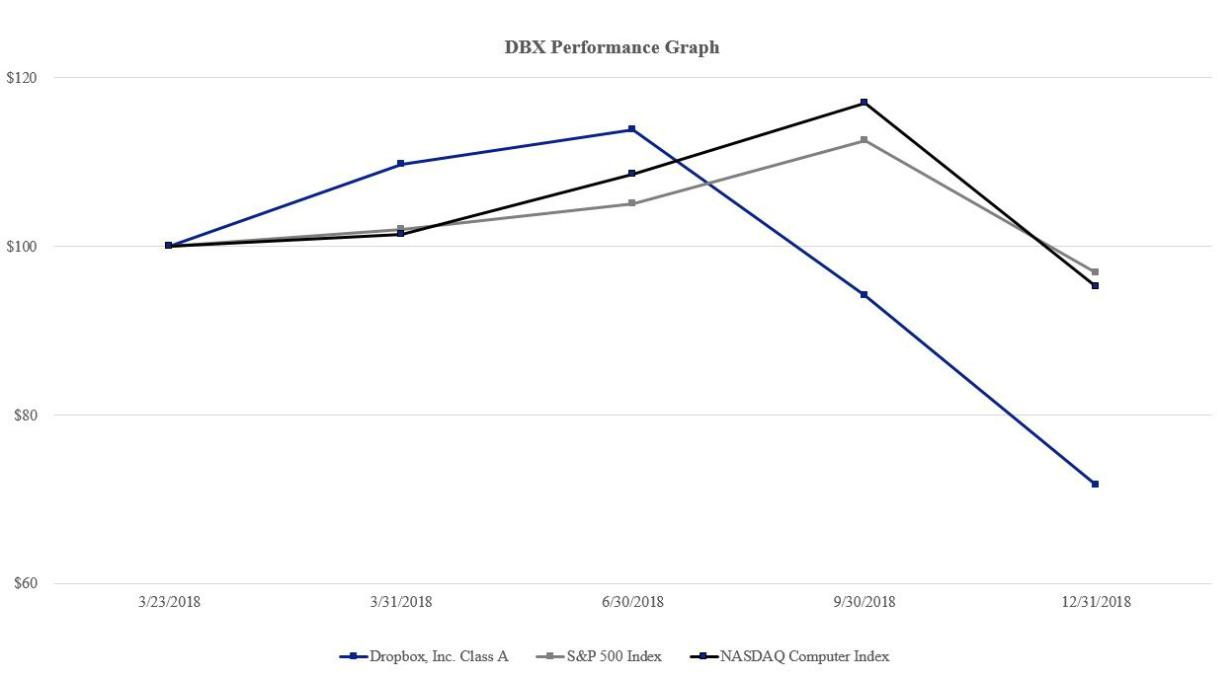 DBX Performance Graph
$120
$100
$80
$60
3/23/2018 3/31/2018 6/30/2018 9/30/2018 12/31/2018
Dropbox, Inc. Class A S&P 500 Index NASDAQ Computer Index